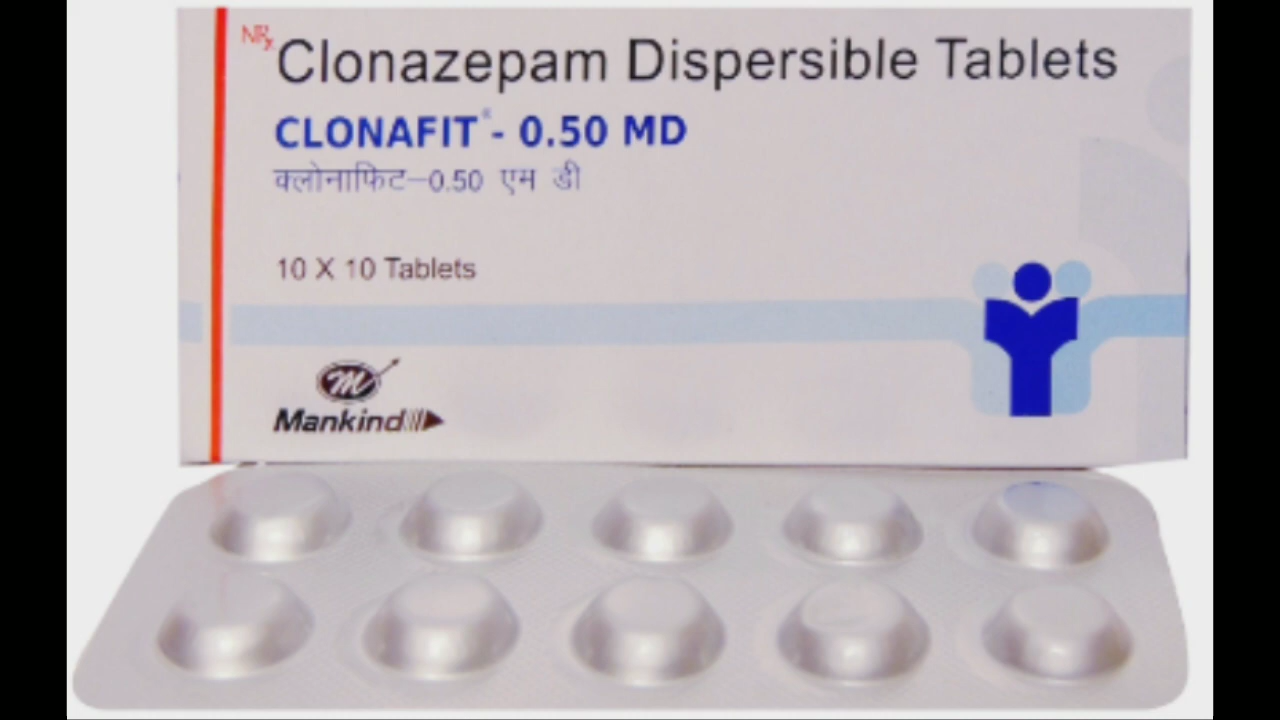 NRx Clonazepam Dispersible Tablets
CLONAFIT®- 0.50 MD
क्लोनाफिट–0.50 एम डी
10 X 10 Tablets
m
Mankind